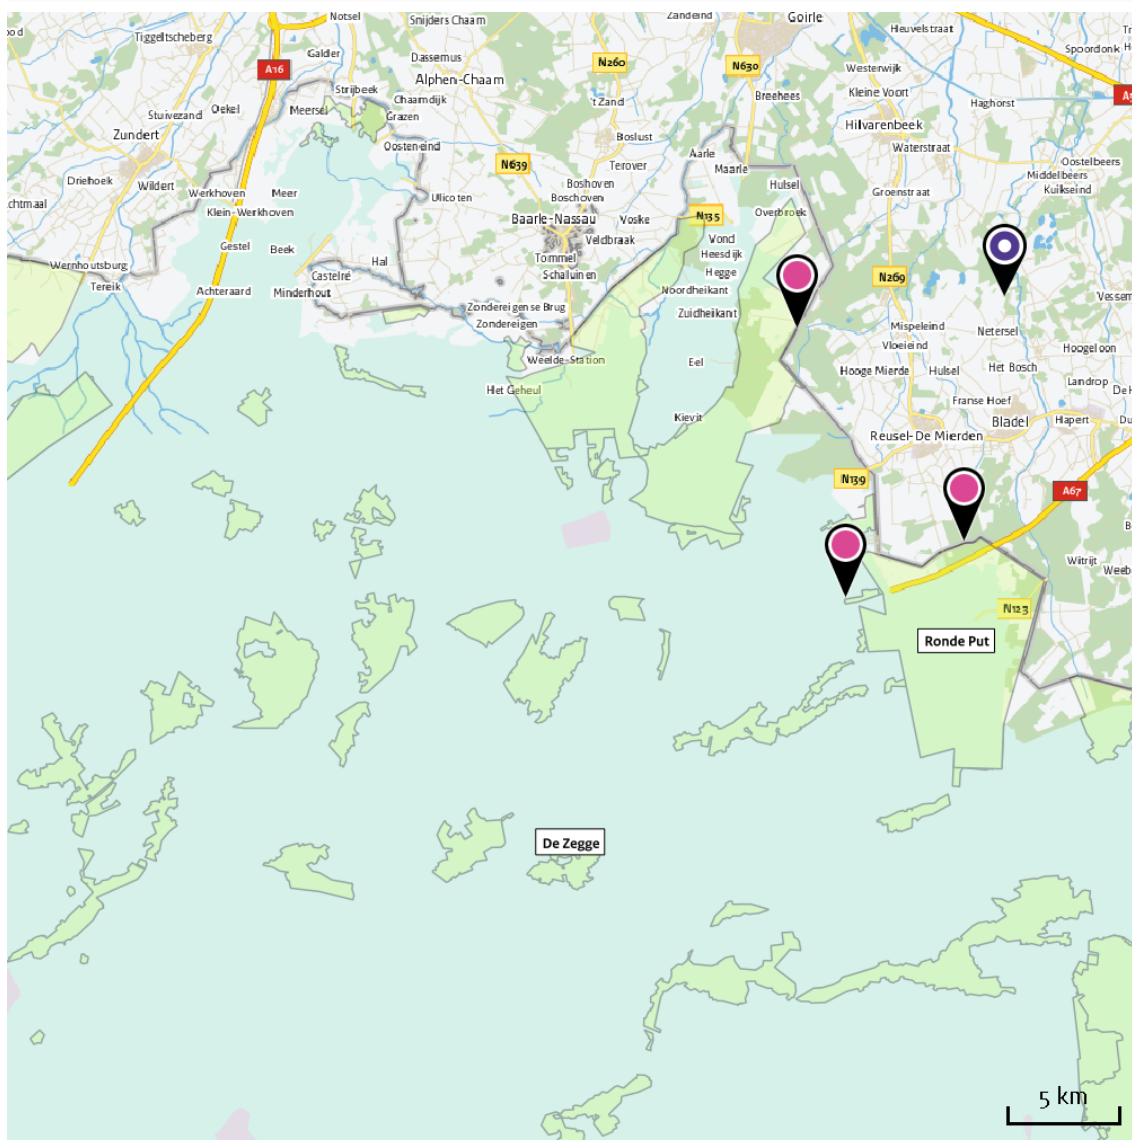 Notsel
Snijders Chaam
Zandeind
Goirle
Heuvelstraat
Tiggeltscheberg
Galder
Dassemus
N260
N630
Westerwijk
Spoordonk
A16
Alphen-Chaam
Strijbeek
Chaamdijk
Breehees
Kleine Voort
Haghorst
Stuivezand
Oekel
Meersel
Grazen
't Zand
Hilvarenbeek
Zundert
Oosteneind
Boslust
Waterstraat
Aarle
Oostelbeers
N639
Terover
Maarle
Middelbeers
Driehoek
Wildert
Werkhoven
Meer
Ulicoten
Boshoven
Boschoven
Hulsel
Groenstraat
Kuikseind
Klein-Werkhoven
Baarle-Nassau
Voske
N135
Overbroek
Gestel
Beek
Veldbraak
Vond
Heesdijk
Wernhoutsburg
Hal
Tommel
Hegge
Tereik
Castelré
Schaluinen
N269
Achteraard
Minderhout
Noordheikant
Vessem
Zondereigense Brug
Zuidheikant
Zondereigen
Mispeleind
Netersel
Vloeieind
Hoogeloon
Weelde-Station
Eel
Hooge Mierde
Hulsel
Het Bosch
Landrop
Het Geheul
Franse Hoef
Kievit
Bladel
Hapert
Reusel-De Mierden
N139
A67
Witrijt
N123
Ronde Put
De Zegge
5 km